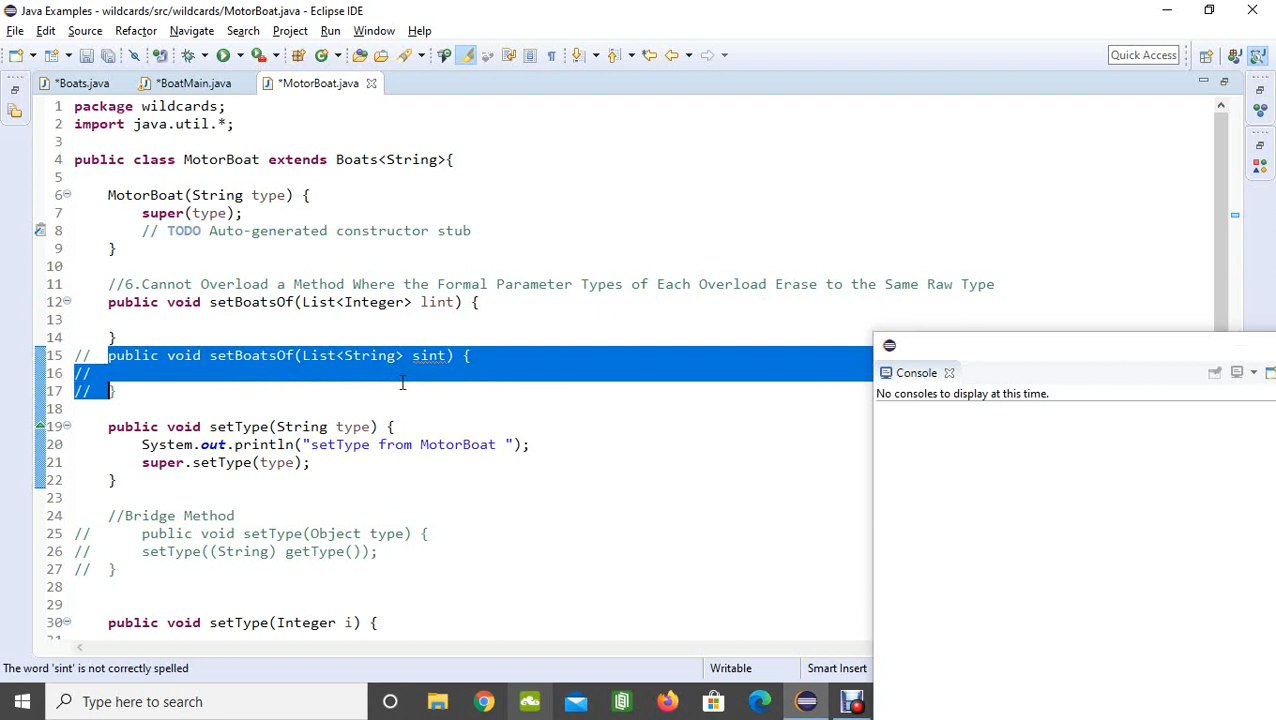 Java Examples - wildcards/src/wildcards/MotorBoat.java - Eclipse IDE
File Edit Source Refactor Navigate Search Project Run Window Help
Quick Access
*Boats.java *BoatMain.java *MotorBoat.java
1 package wildcards;
2 import java.util.*;
3
4 public class MotorBoat extends Boats<String>{
5
6 MotorBoat(String type) {
7 super(type);
8 // TODO Auto-generated constructor stub
9 }
10
11 //6.Cannot Overload a Method Where the Formal Parameter Types of Each Overload Erase to the Same Raw Type
12 public void setBoatsOf(List<Integer> lint) {
13
14 }
15 // public void setBoatsOf(List<String> sint) {
16 //
17 // }
18
19 public void setType(String type) {
20 System.out.println("setType from MotorBoat ");
21 super.setType(type);
22 }
23
24 //Bridge Method
25 // public void setType(Object type) {
26 // setType((String) getType());
27 // }
28
29
30 public void setType(Integer i) {
31
Console
No consoles to display at this time.
The word 'sint' is not correctly spelled
Writable
Smart Insert
Type here to search